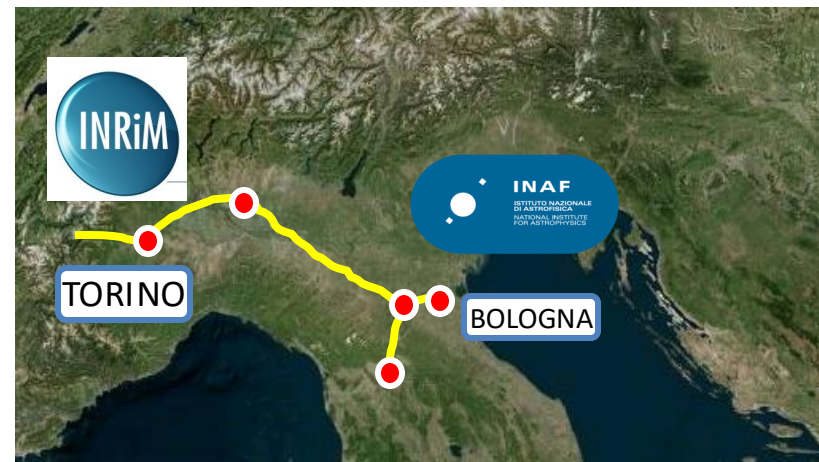 INRiM
INAF
ISTITUTO NAZIONALE
DI ASTROFISICA
NATIONAL INSTITUTE
FOR ASTROPHYSICS
TORINO
BOLOGNA